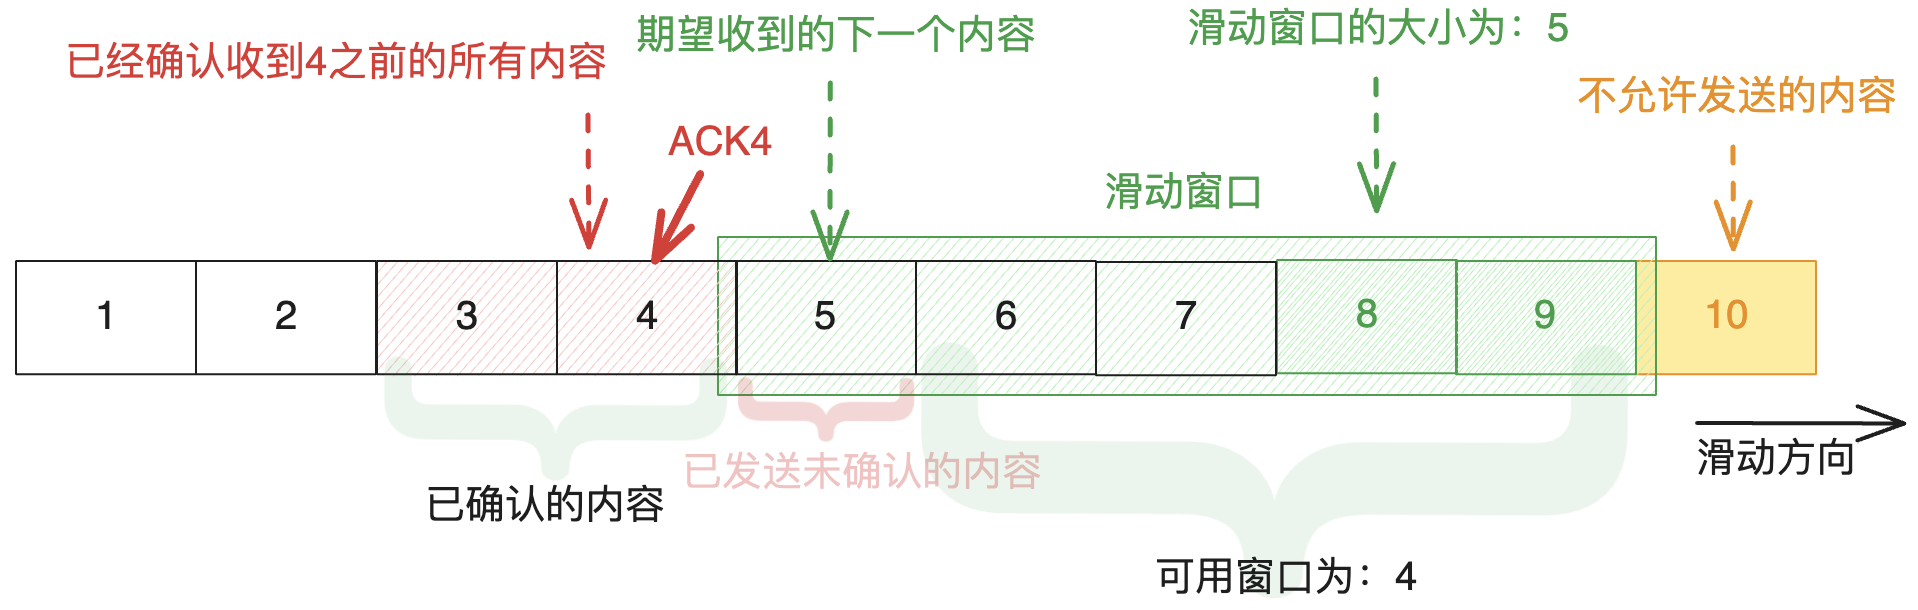 已经确认收到4之前的所有内容
期望收到的下一个内容
滑动窗口的大小为：5
不允许发送的内容
ACK4
滑动窗口
1 2 3 4 5 6 7 8 9 10
已发送未确认的内容
滑动方向
已确认的内容
可用窗口为：4